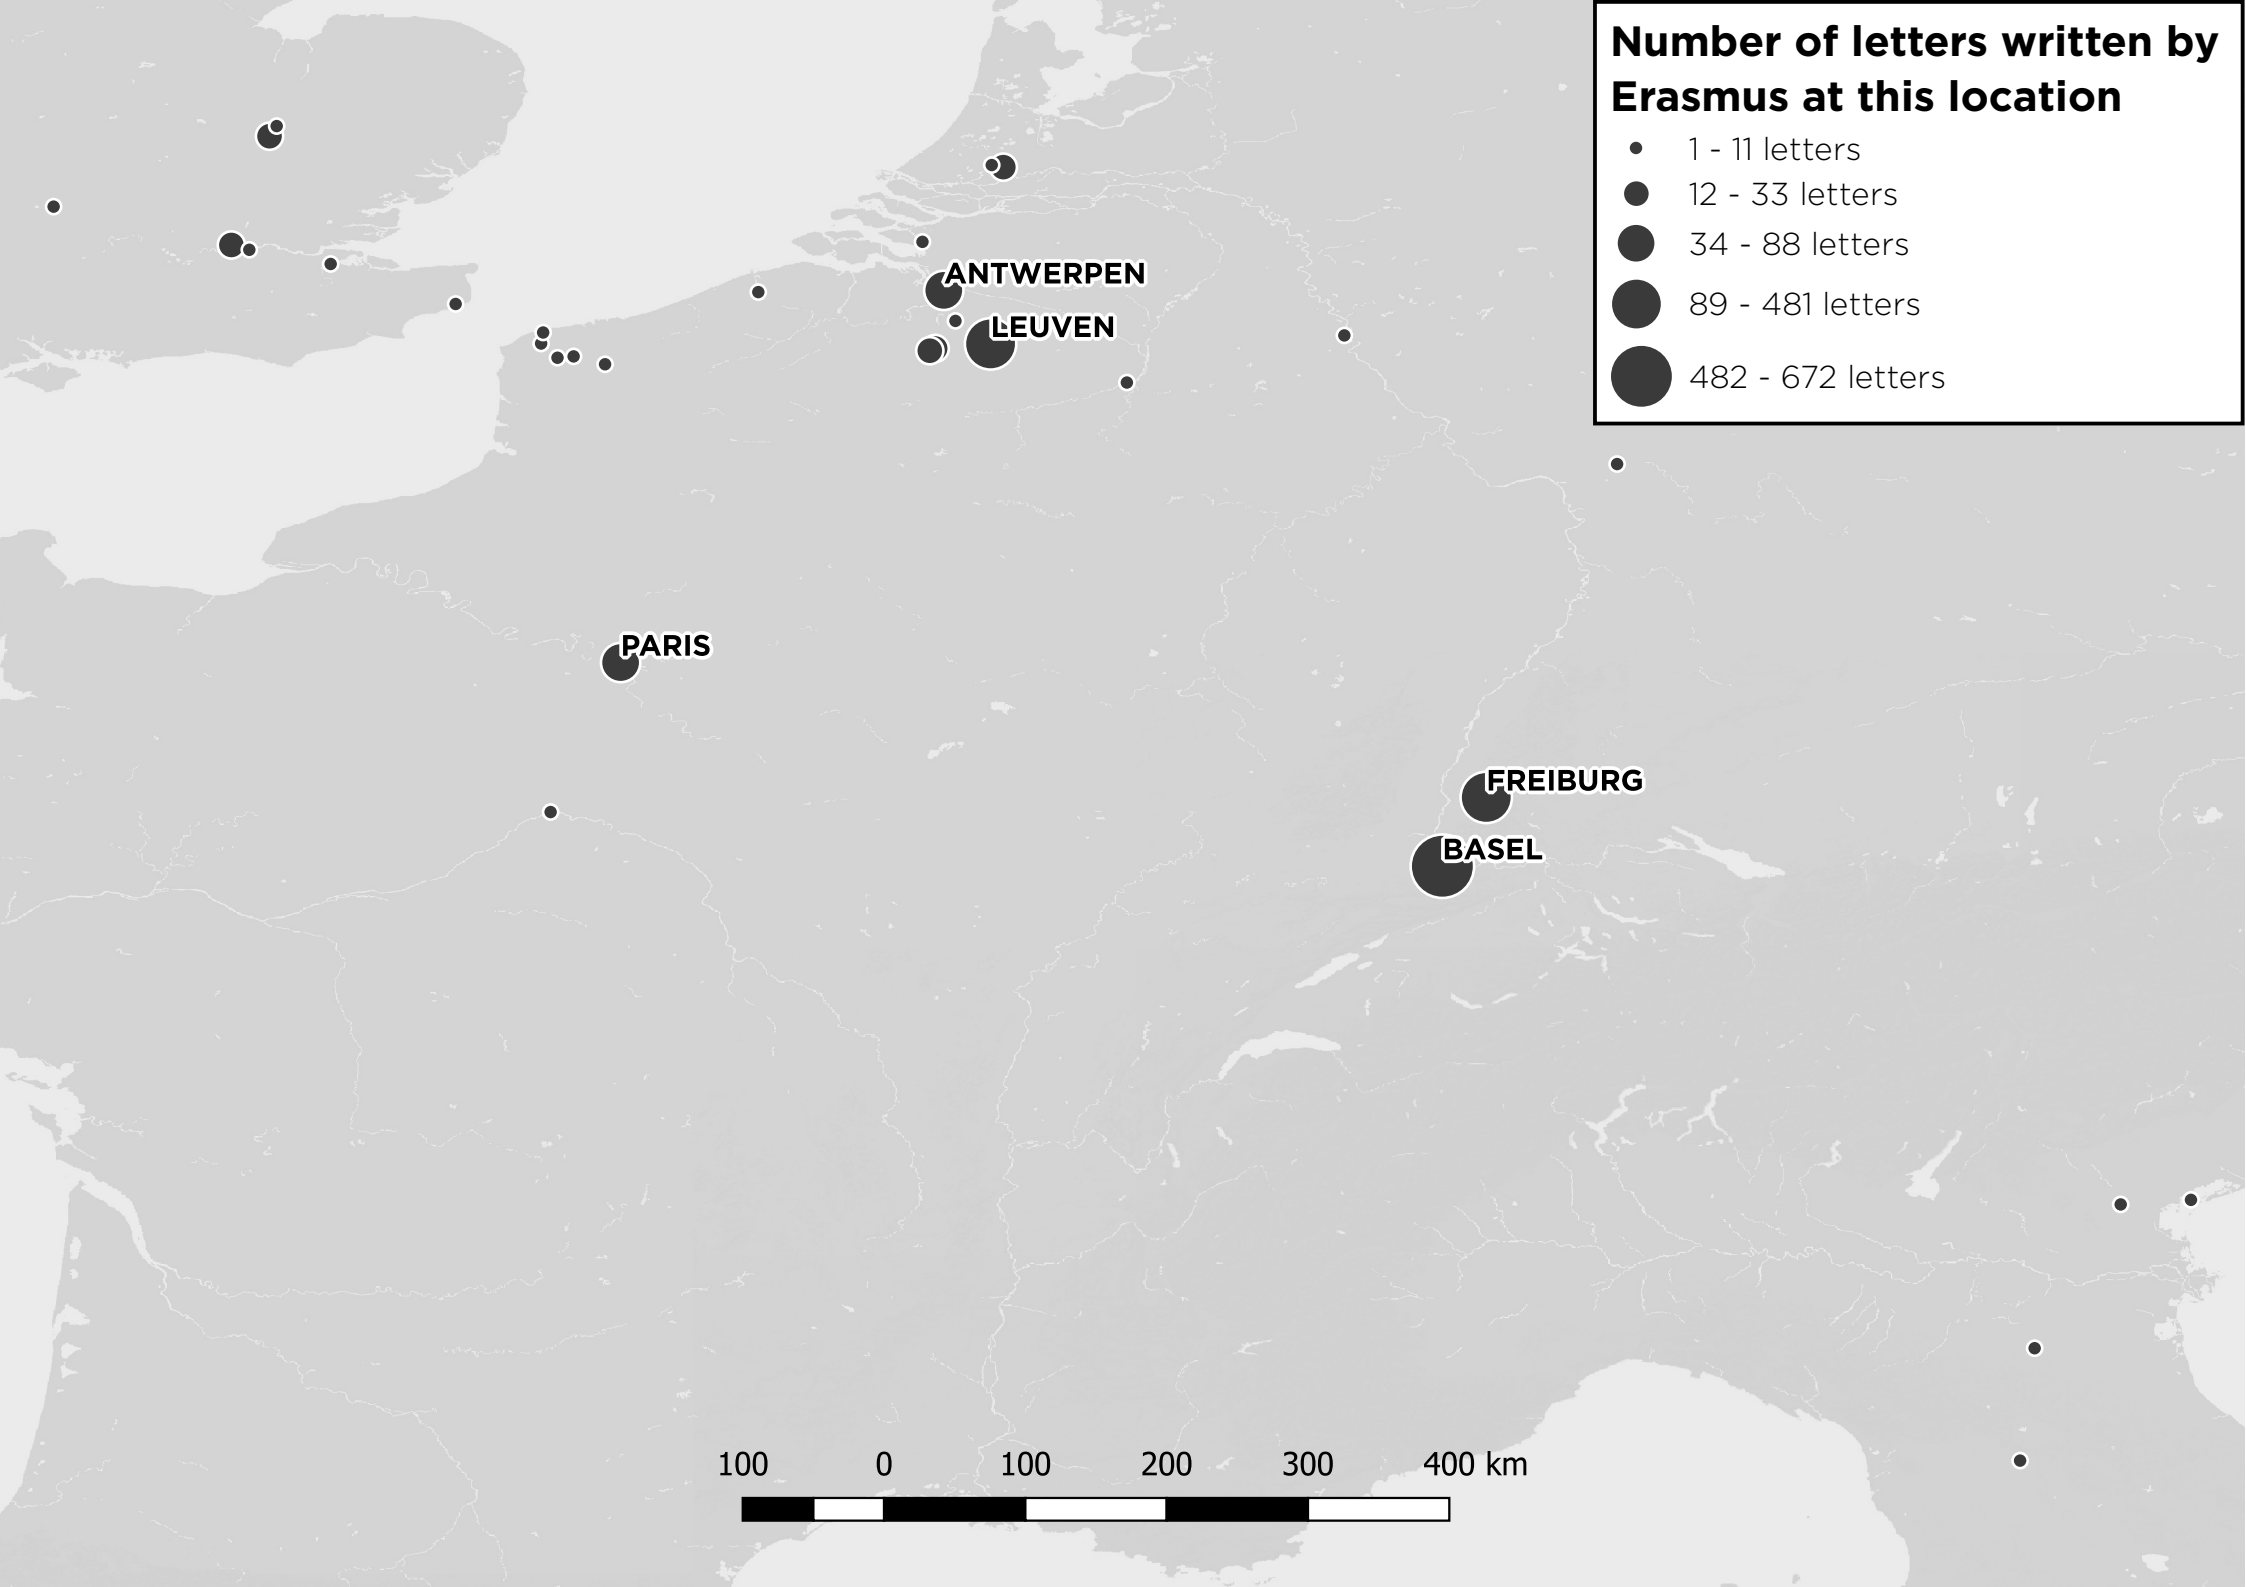 Number of letters written by
Erasmus at this location
1 - 11 letters
12 - 33 letters
34 - 88 letters
89 - 481 letters
482 - 672 letters
ANTWERPEN
LEUVEN
PARIS
FREIBURG
BASEL
100 0 100 200 300 400 km